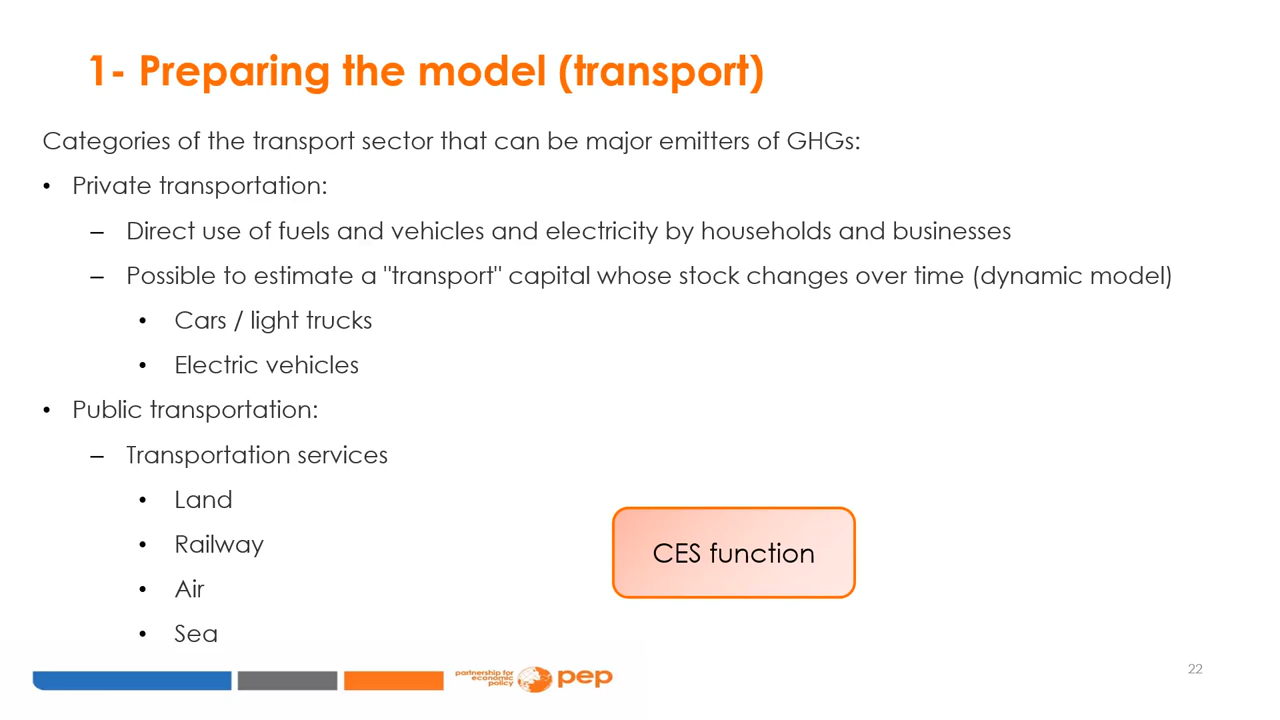 1- Preparing the model (transport)
Categories of the transport sector that can be major emitters of GHGs:
• Private transportation:
– Direct use of fuels and vehicles and electricity by households and businesses
– Possible to estimate a "transport" capital whose stock changes over time (dynamic model)
• Cars / light trucks
• Electric vehicles
• Public transportation:
– Transportation services
• Land
• Railway
• Air
• Sea
CES function
partnership for
economic
policy
pep
22